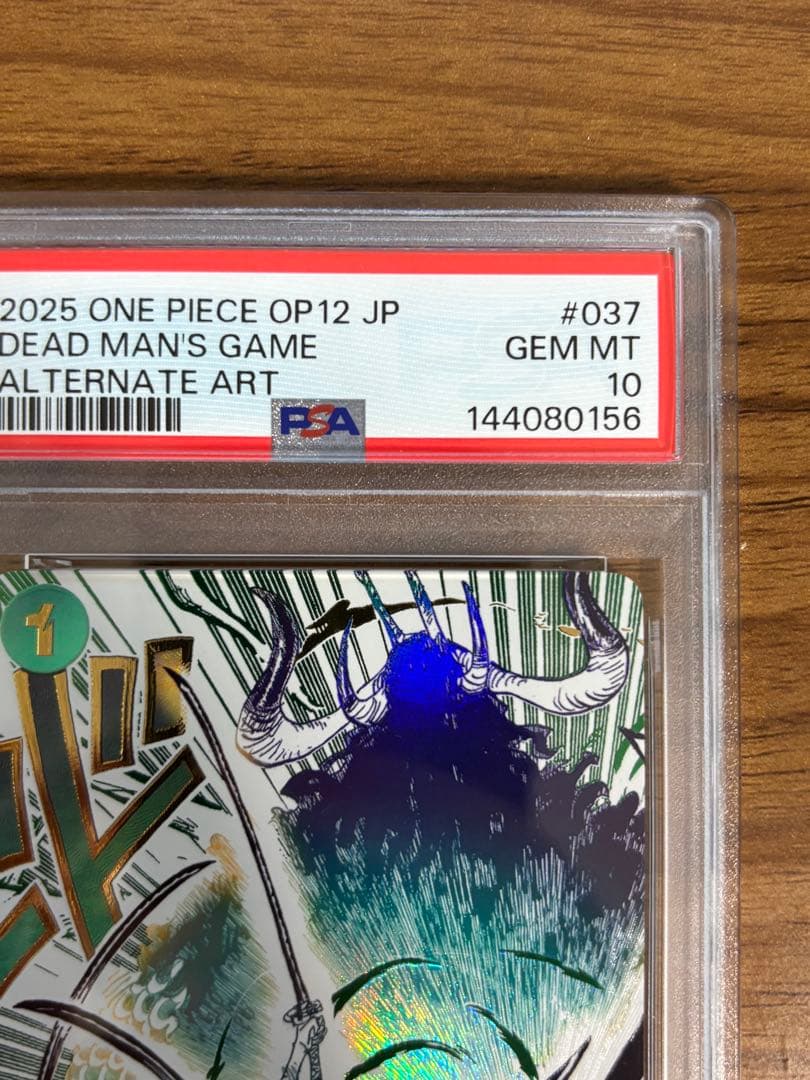 2025 ONE PIECE OP12 JP #037
DEAD MAN'S GAME GEM MT
ALTERNATE ART 10
PSA 144080156
1